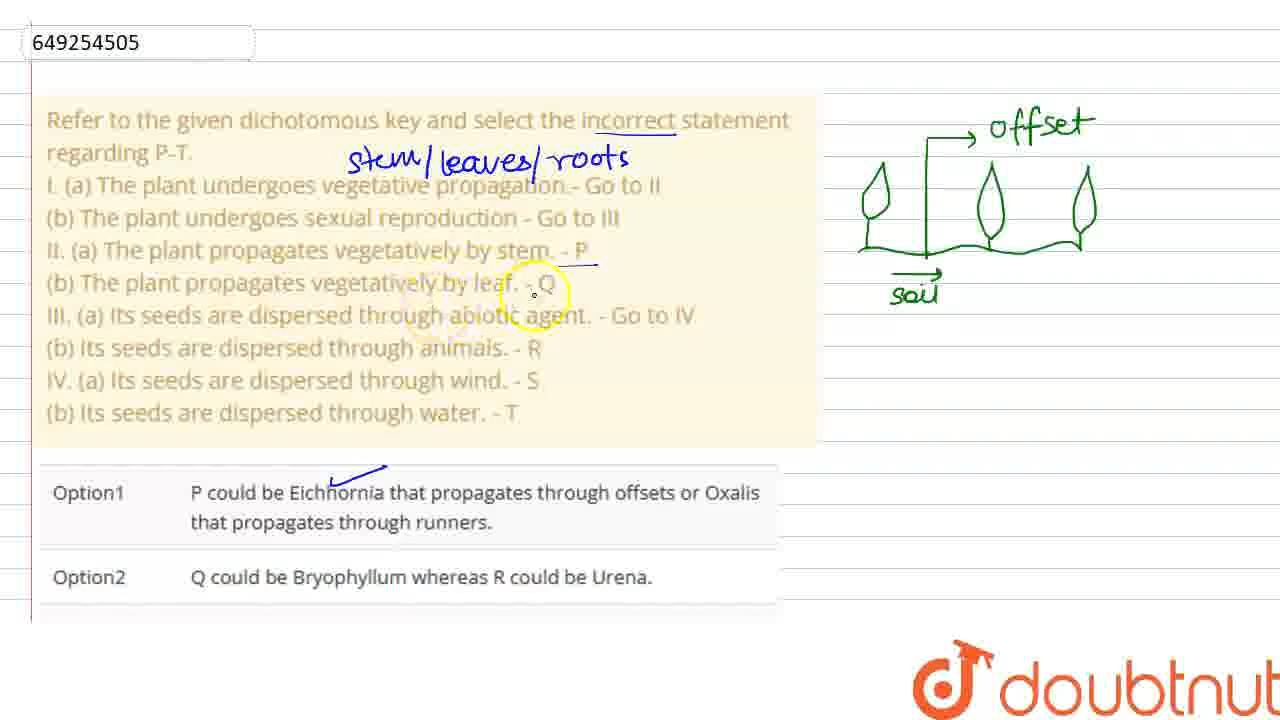 649254505
Refer to the given dichotomous key and select the incorrect statement
regarding P-T.
stem/leaves/roots
I. (a) The plant undergoes vegetative propagation.- Go to II
(b) The plant undergoes sexual reproduction - Go to III
II. (a) The plant propagates vegetatively by stem. - P
(b) The plant propagates vegetatively by leaf. - Q
III. (a) Its seeds are dispersed through abiotic agent. - Go to IV
(b) Its seeds are dispersed through animals. - R
IV. (a) Its seeds are dispersed through wind. - S
(b) Its seeds are dispersed through water. - T
Option1 P could be Eichhornia that propagates through offsets or Oxalis
that propagates through runners.
Option2 Q could be Bryophyllum whereas R could be Urena.
offset
soil
doubtnut